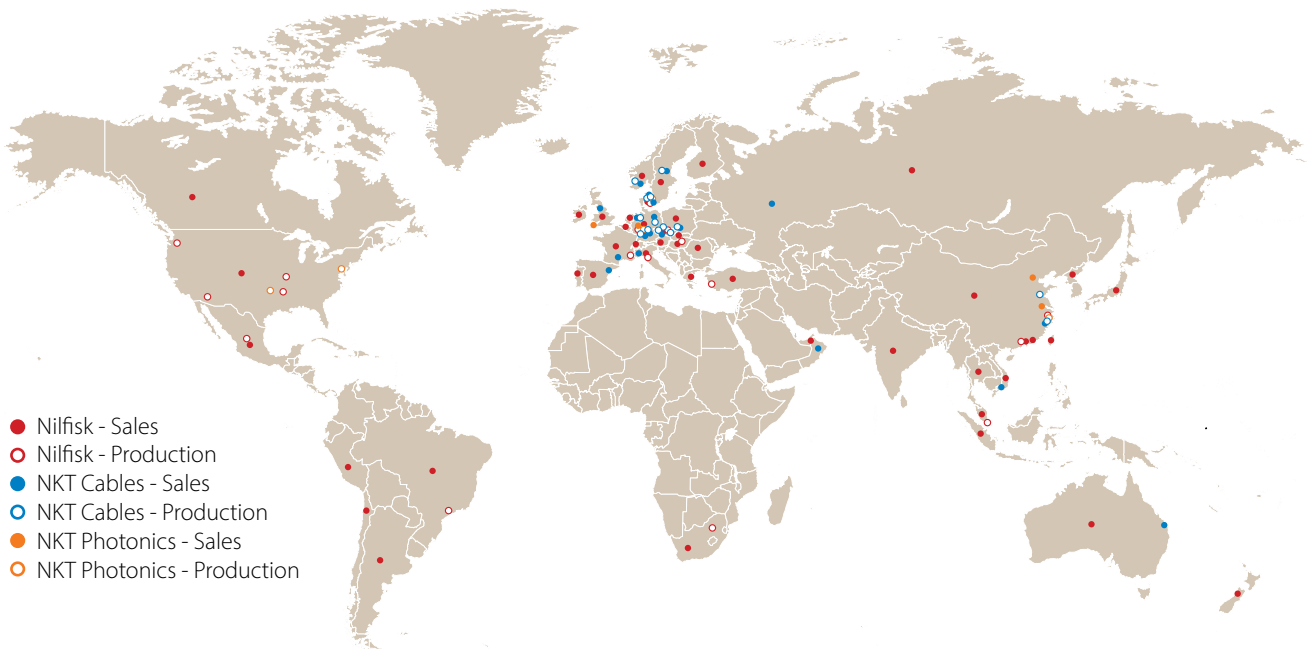 Nilfisk - Sales
Nilfisk - Production
NKT Cables - Sales
NKT Cables - Production
NKT Photonics - Sales
NKT Photonics - Production